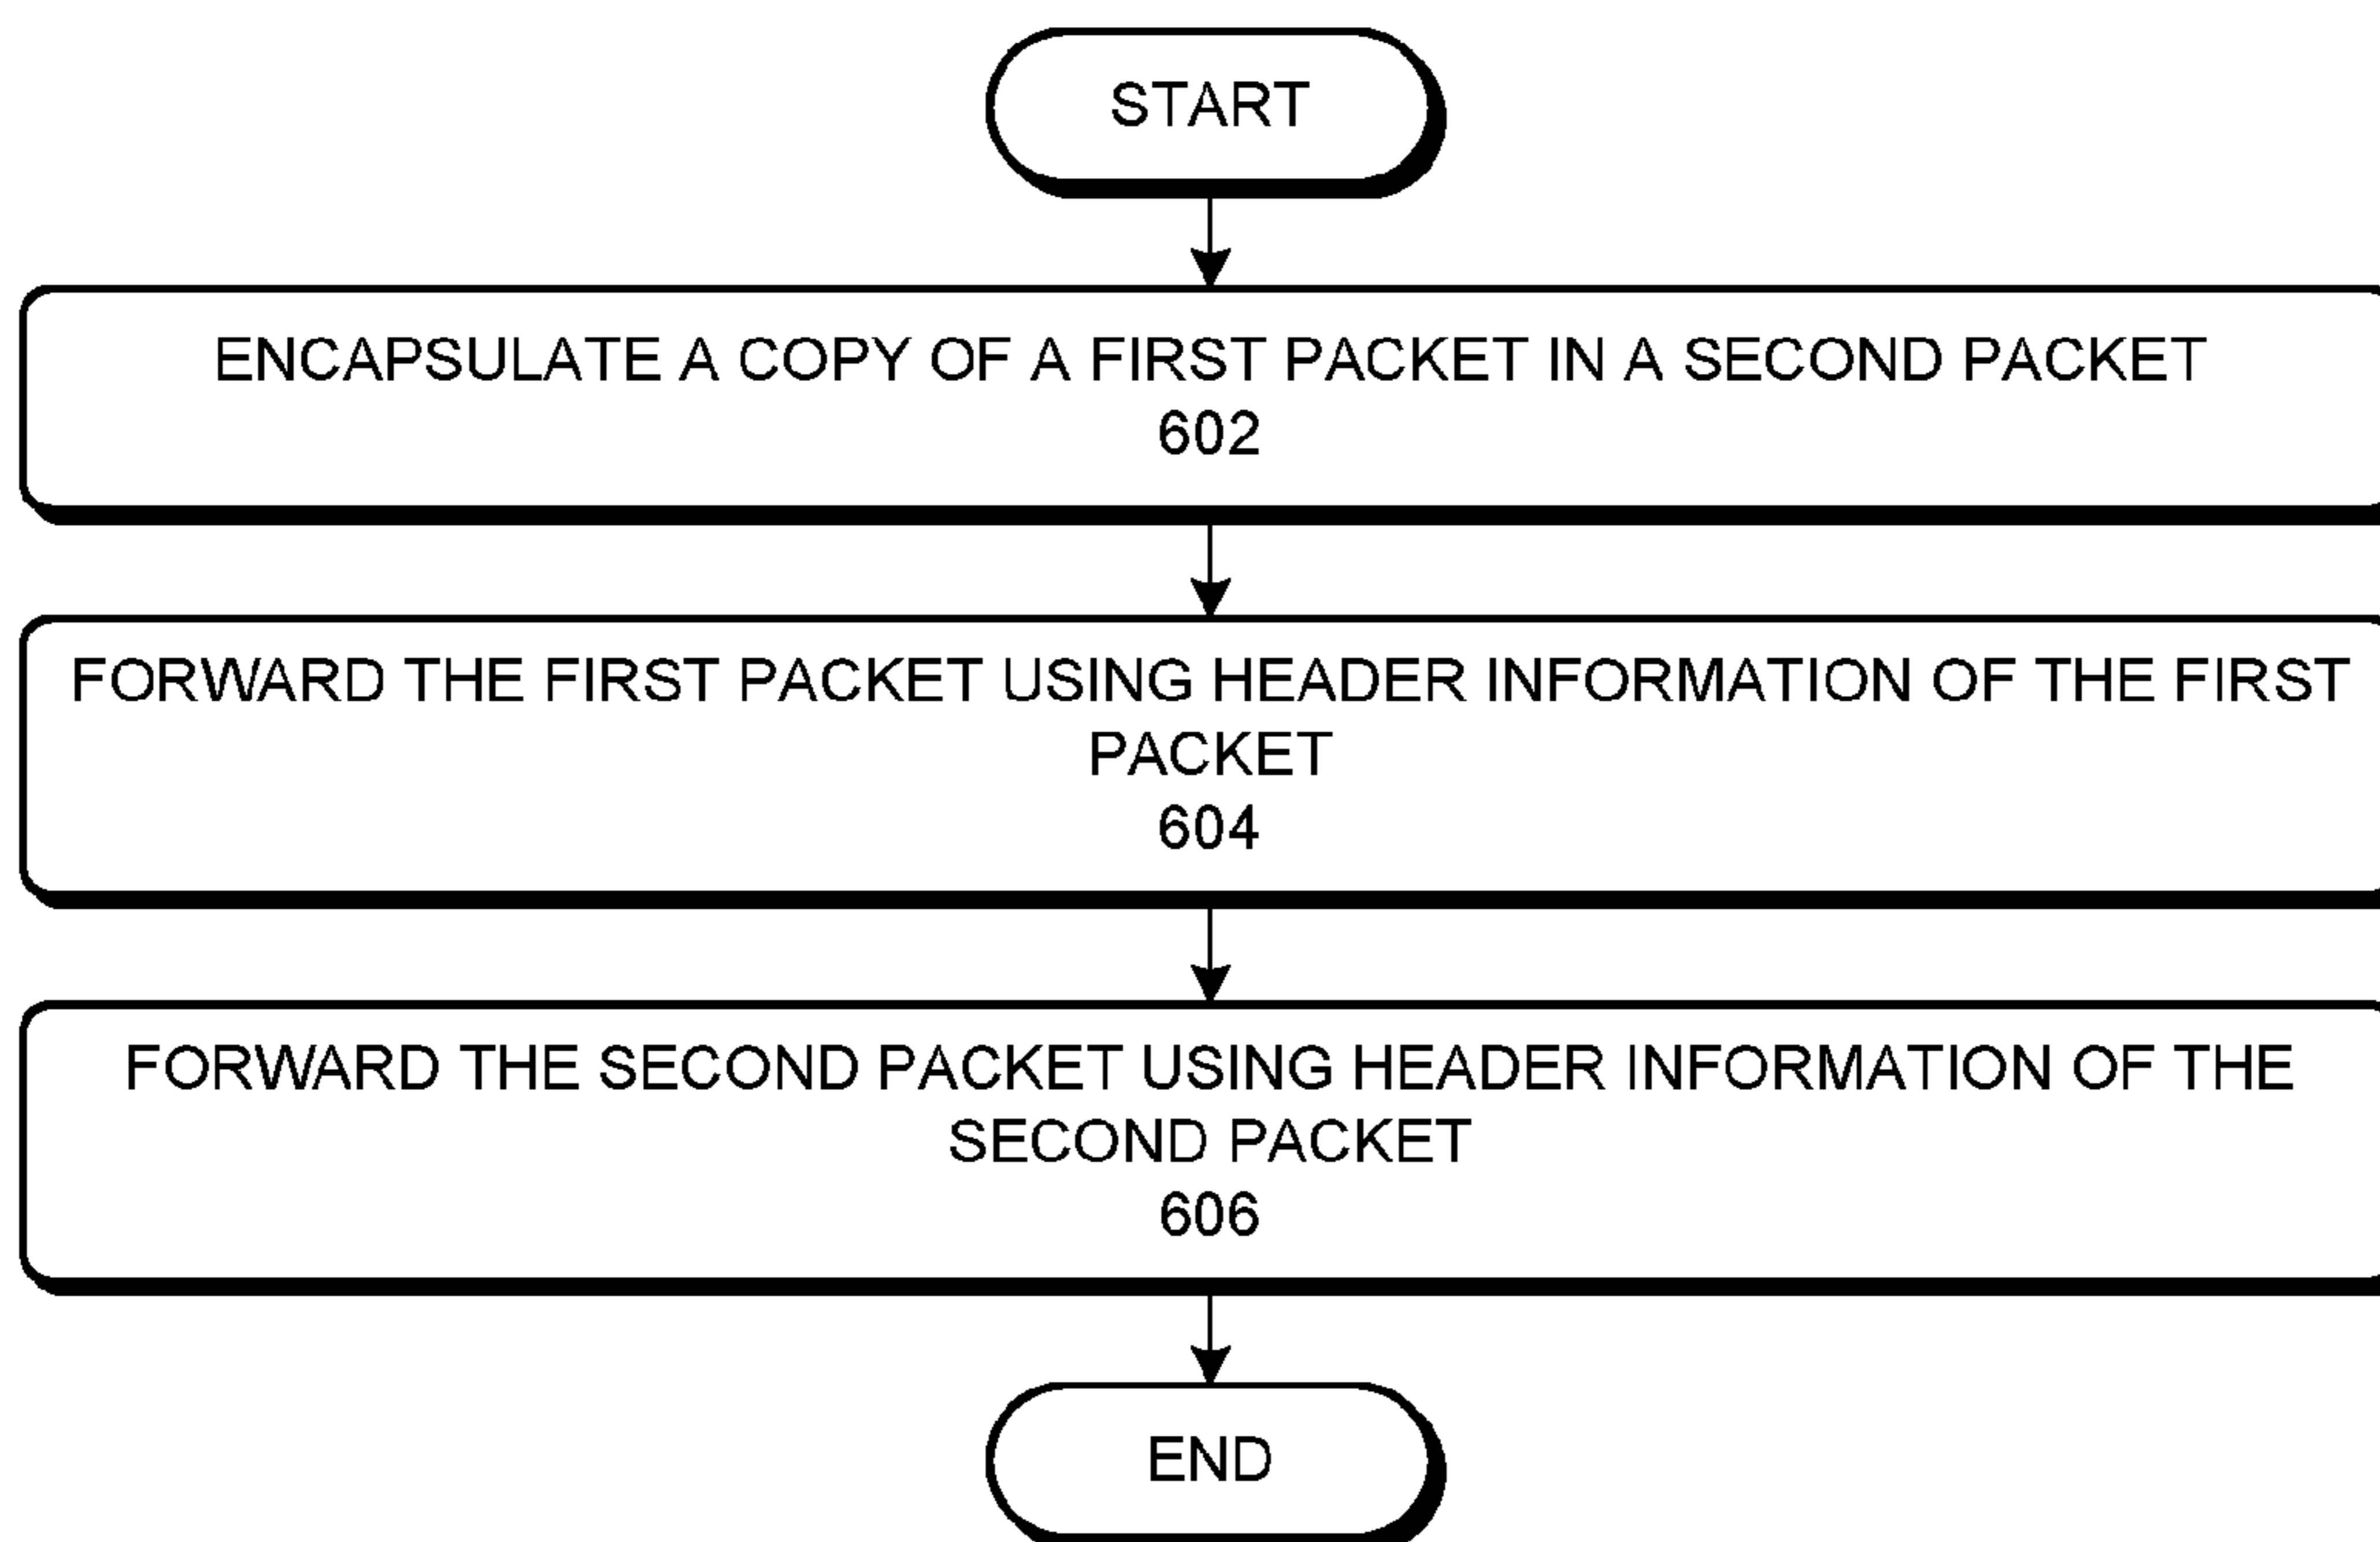 START
ENCAPSULATE A COPY OF A FIRST PACKET IN A SECOND PACKET
602
FORWARD THE FIRST PACKET USING HEADER INFORMATION OF THE FIRST
PACKET
604
FORWARD THE SECOND PACKET USING HEADER INFORMATION OF THE
SECOND PACKET
606
END